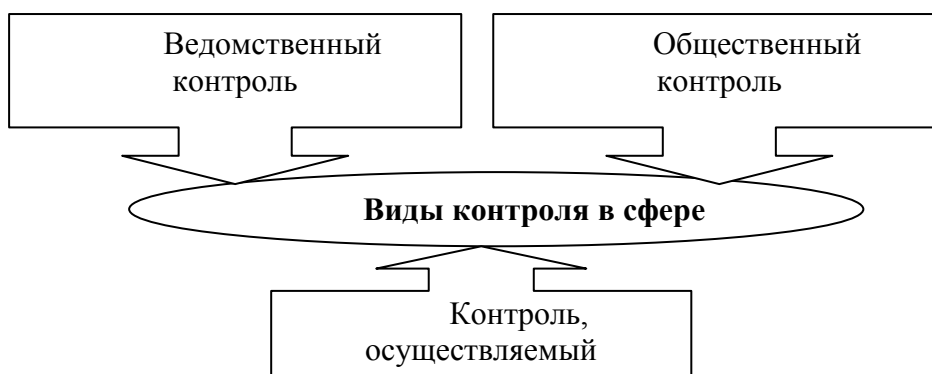 Ведомственный
контроль
Общественный
контроль
Виды контроля в сфере
Контроль,
осуществляемый